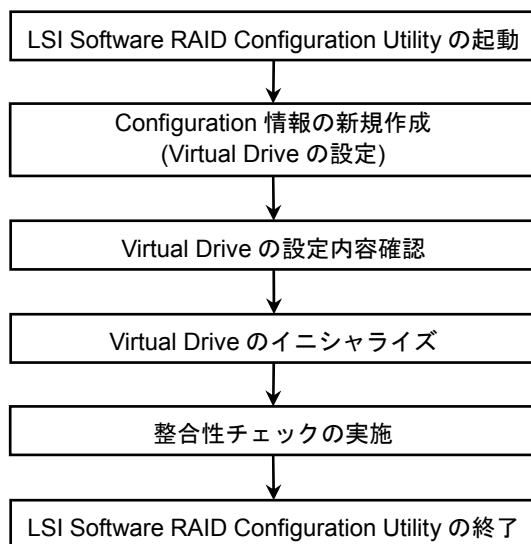 LSI Software RAID Configuration Utility の起動
Configuration 情報の新規作成
(Virtual Drive の設定)
Virtual Drive の設定内容確認
Virtual Drive のイニシャライズ
整合性チェックの実施
LSI Software RAID Configuration Utility の終了